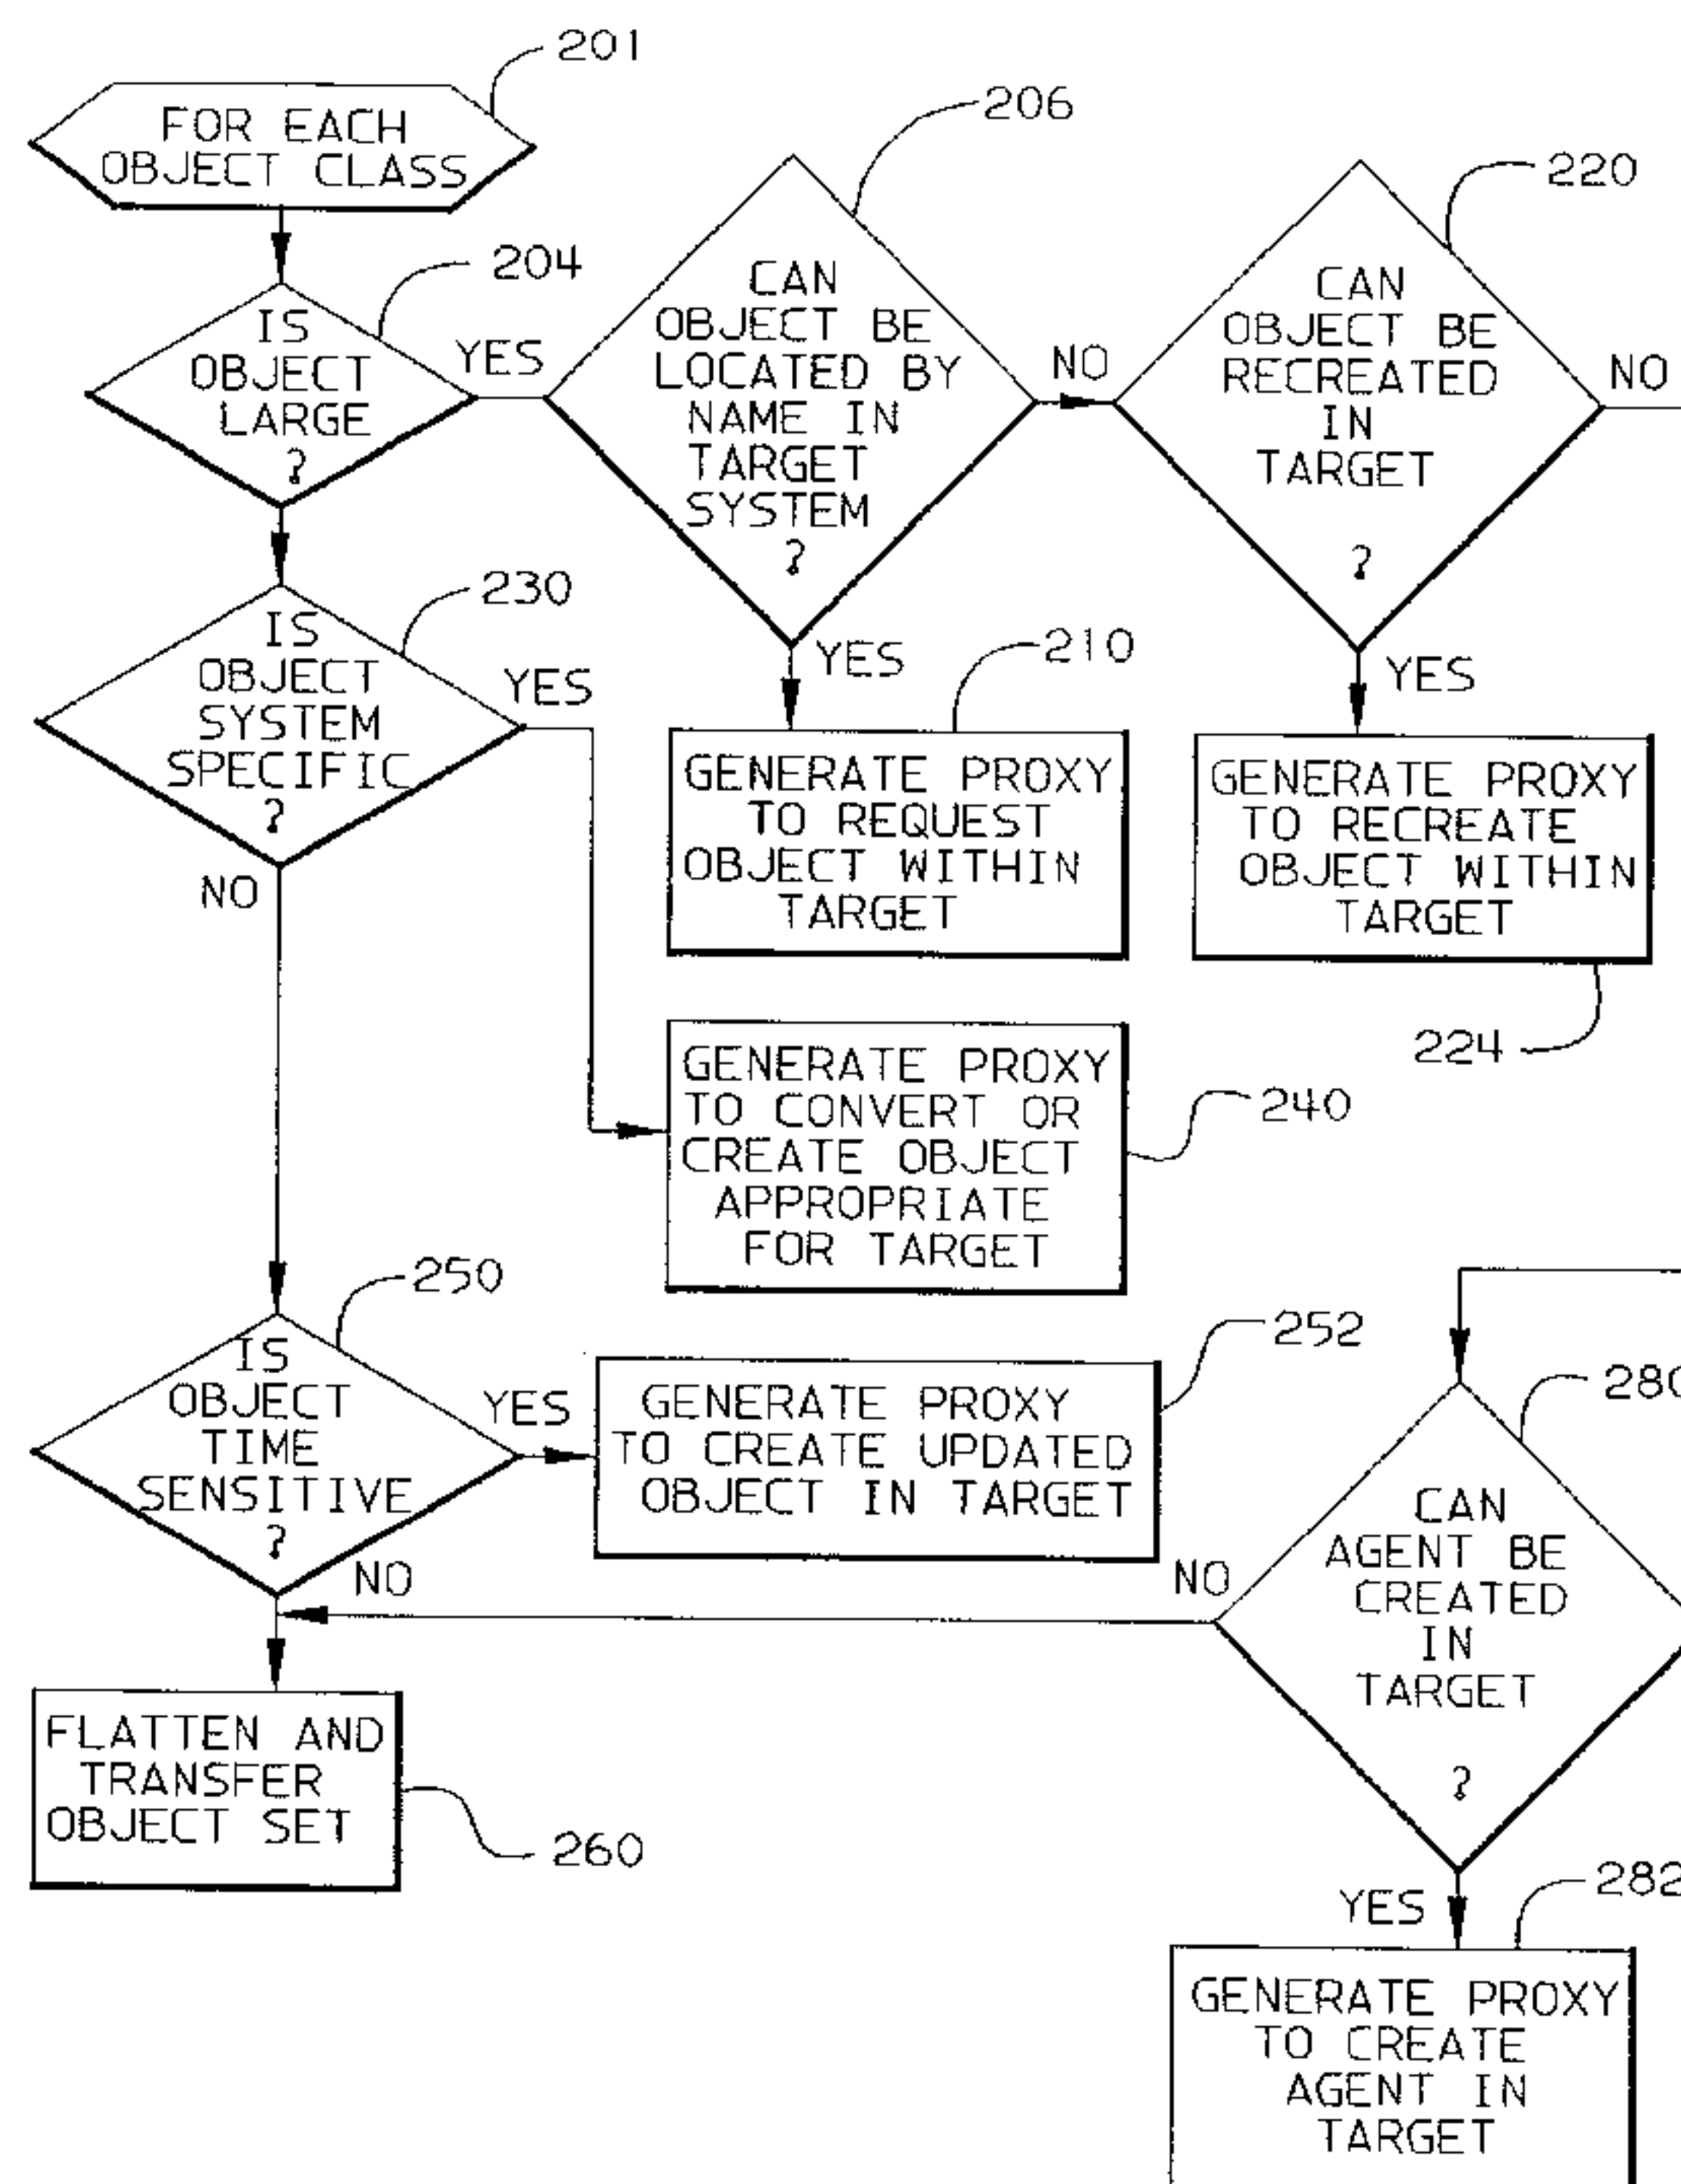 201
FOR EACH
OBJECT CLASS
204
IS
OBJECT
LARGE
?
YES
206
CAN
OBJECT BE
LOCATED BY
NAME IN
TARGET
SYSTEM
?
NO
YES
220
CAN
OBJECT BE
RECREATED
IN
TARGET
?
NO
YES
230
IS
OBJECT
SYSTEM
SPECIFIC
?
YES
NO
210
GENERATE PROXY
TO REQUEST
OBJECT WITHIN
TARGET
GENERATE PROXY
TO RECREATE
OBJECT WITHIN
TARGET
224
GENERATE PROXY
TO CONVERT OR
CREATE OBJECT
APPROPRIATE
FOR TARGET
240
250
IS
OBJECT
TIME
SENSITIVE
?
YES
NO
252
GENERATE PROXY
TO CREATE UPDATED
OBJECT IN TARGET
280
CAN
AGENT BE
CREATED
IN
TARGET
?
NO
YES
FLATTEN AND
TRANSFER
OBJECT SET
260
282
GENERATE PROXY
TO CREATE
AGENT IN
TARGET